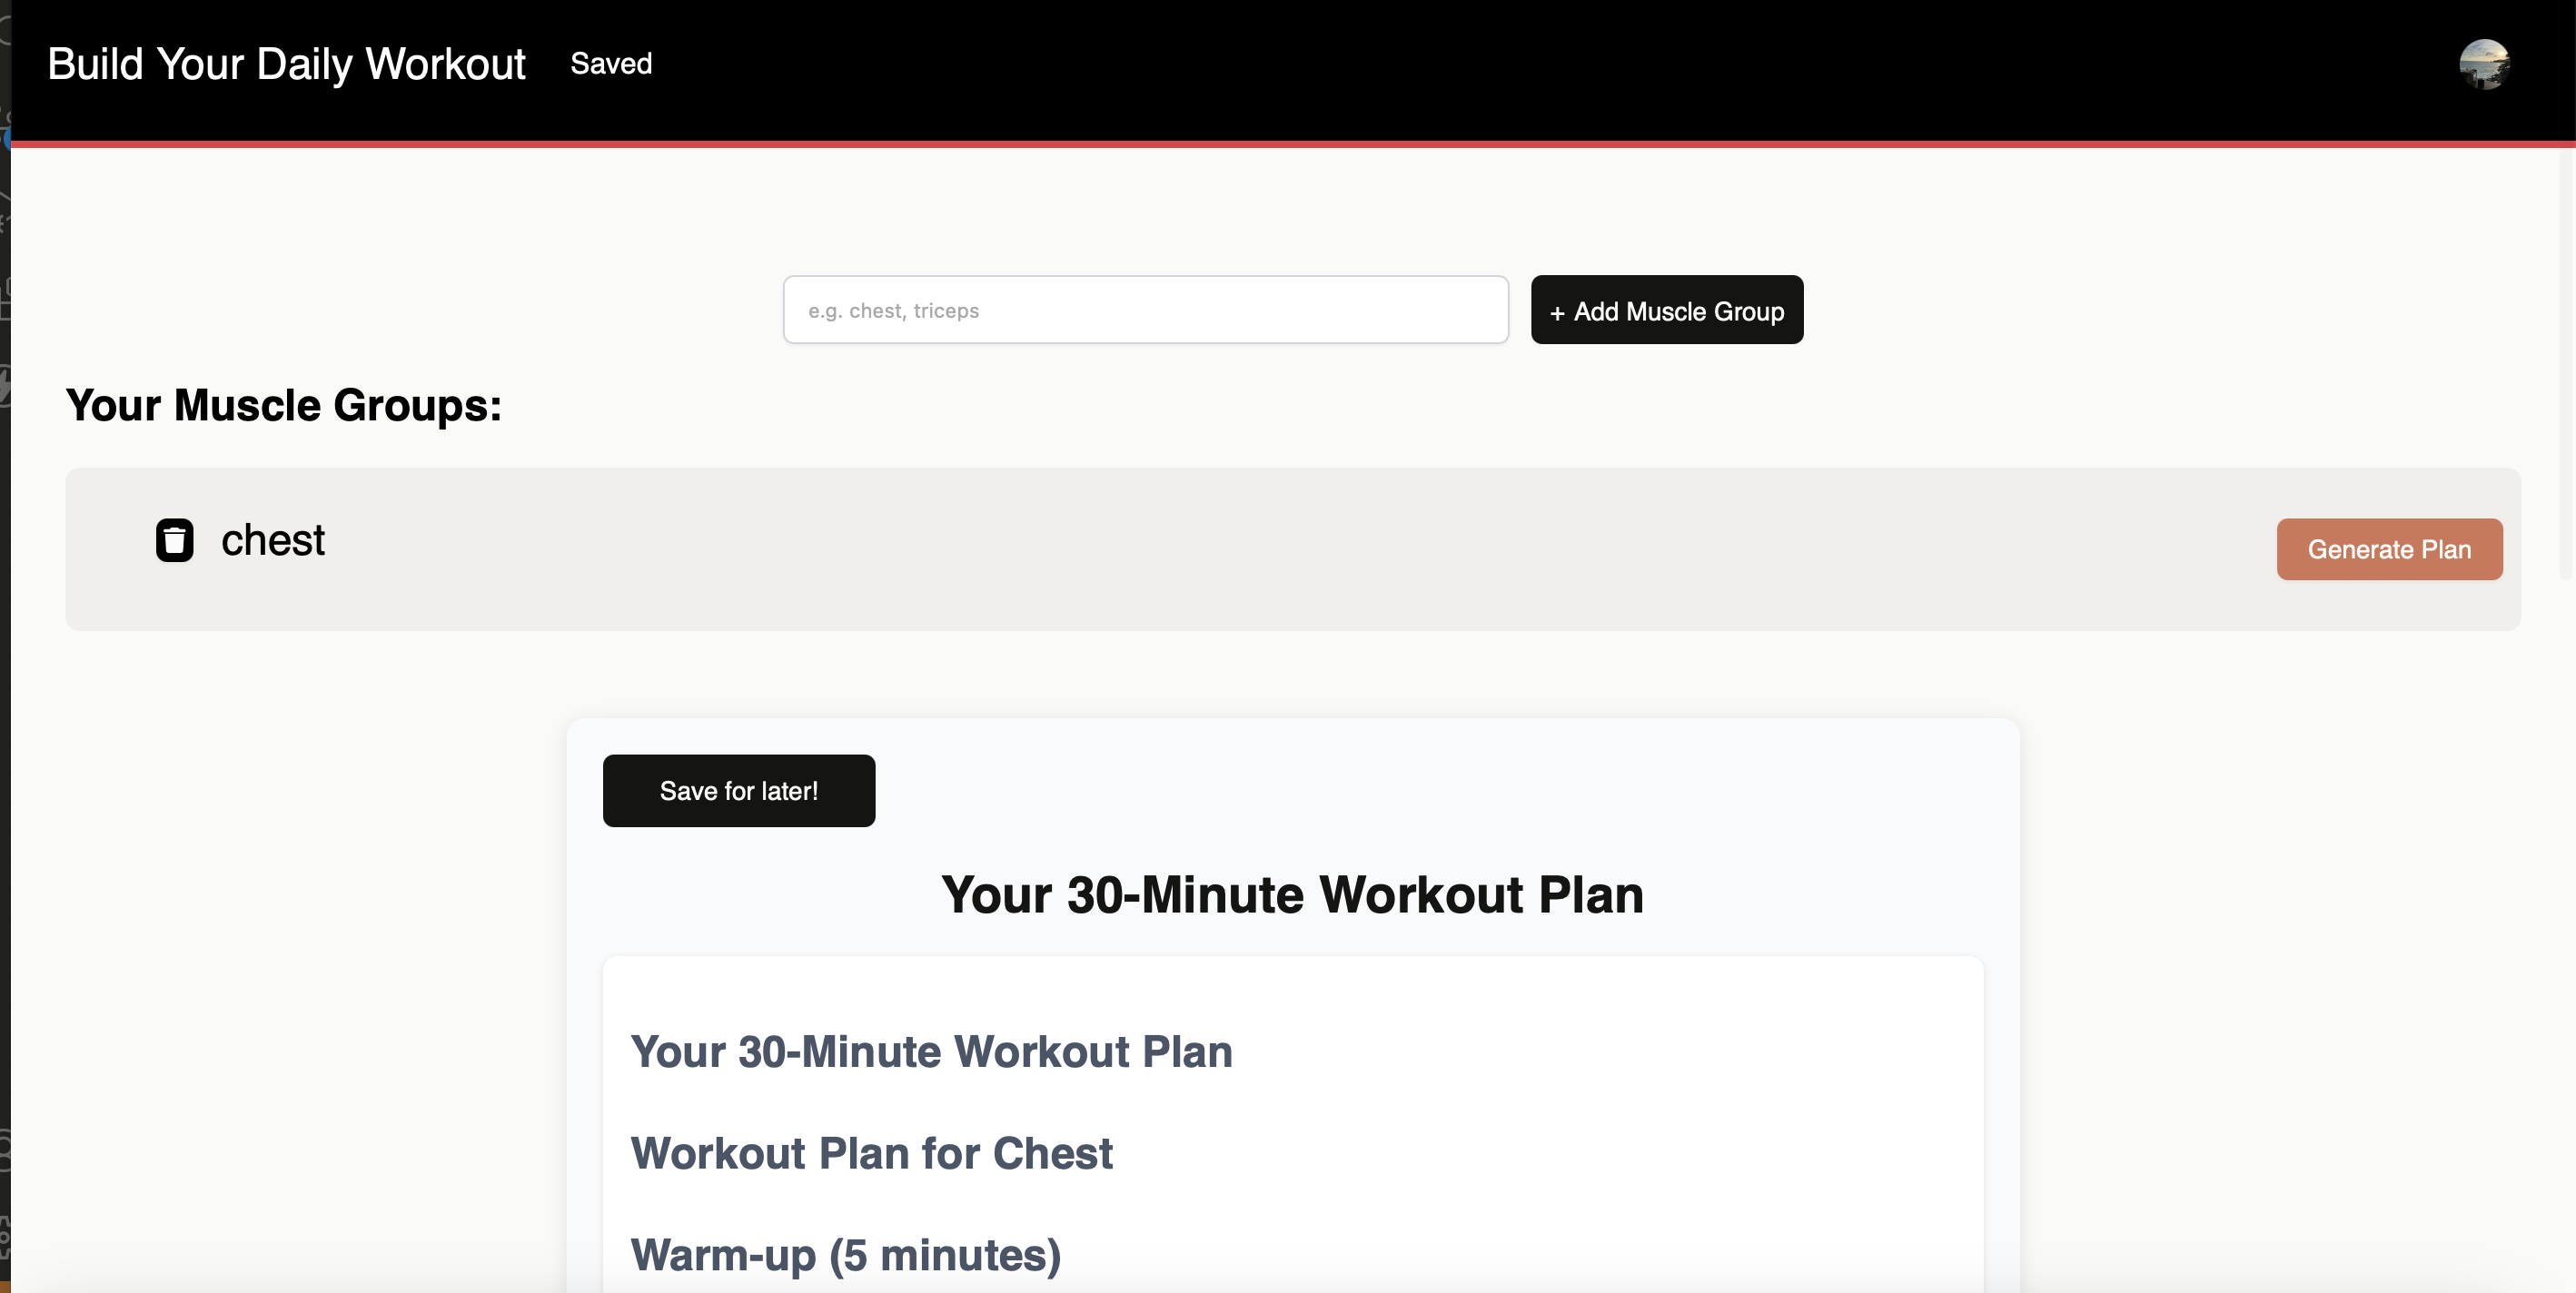 Build Your Daily Workout Saved
e.g. chest, triceps
+ Add Muscle Group
Your Muscle Groups:
chest
Generate Plan
Save for later!
Your 30-Minute Workout Plan
Your 30-Minute Workout Plan
Workout Plan for Chest
Warm-up (5 minutes)